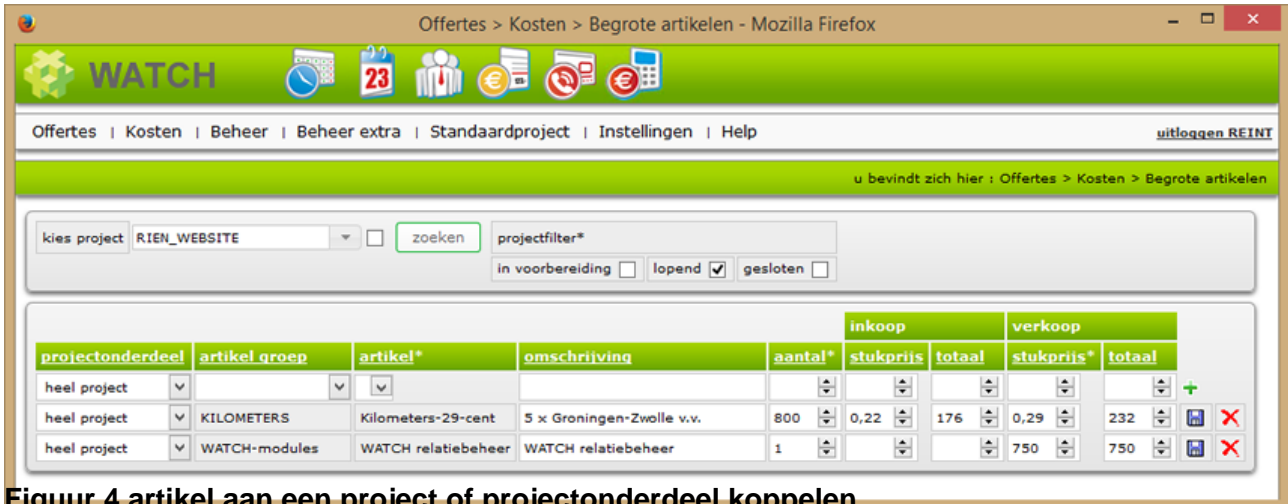 Offertes > Kosten > Begrote artikelen - Mozilla Firefox
WATCH
23
Offertes | Kosten | Beheer | Beheer extra | Standaardproject | Instellingen | Help uitloggen REINT
u bevindt zich hier : Offertes > Kosten > Begrote artikelen
kies project RIEN_WEBSITE zoeken projectfilter*
in voorbereiding lopend gesloten
inkoop verkoop
projectonderdeel artikel groep artikel* omschrijving aantal* stukprijs totaal stukprijs* totaal
heel project
heel project KILOMETERS Kilometers-29-cent 5 x Groningen-Zwolle v.v. 800 0,22 176 0,29 232
heel project WATCH-modules WATCH relatiebeheer WATCH relatiebeheer 1 750 750
Figuur 4 artikel aan een project of projectonderdeel koppelen